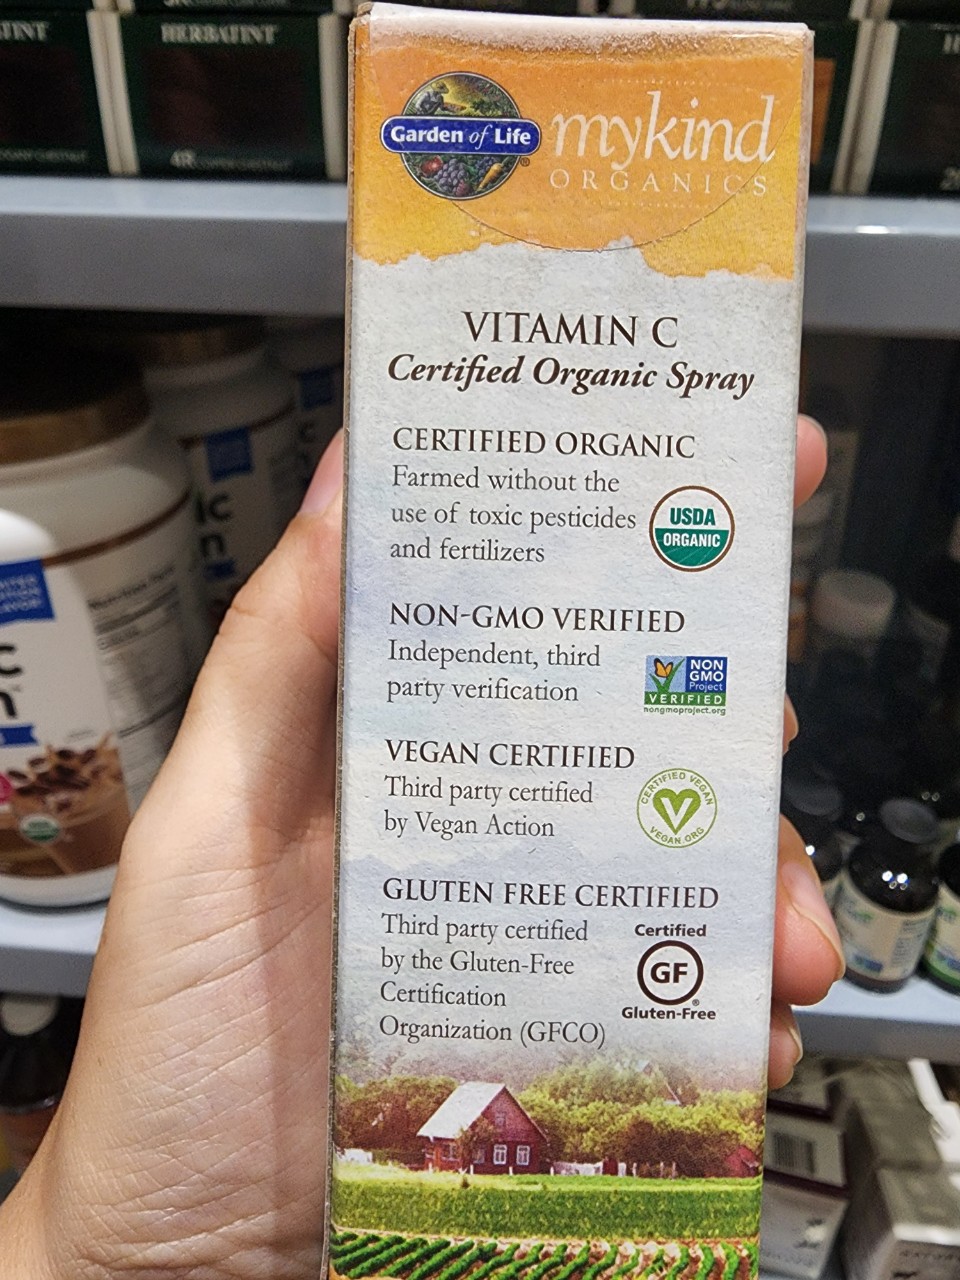 HERBATINT
4R
Garden of Life®
mykind
ORGANICS
VITAMIN C
Certified Organic Spray
CERTIFIED ORGANIC
Farmed without the
use of toxic pesticides
and fertilizers
USDA
ORGANIC
NON-GMO VERIFIED
Independent, third
party verification
NON
GMO
Project
VERIFIED
nongmoproject.org
VEGAN CERTIFIED
Third party certified
by Vegan Action
CERTIFIED VEGAN
VEGAN.ORG
GLUTEN FREE CERTIFIED
Third party certified
by the Gluten-Free
Certification
Organization (GFCO)
Certified
GF
®
Gluten-Free